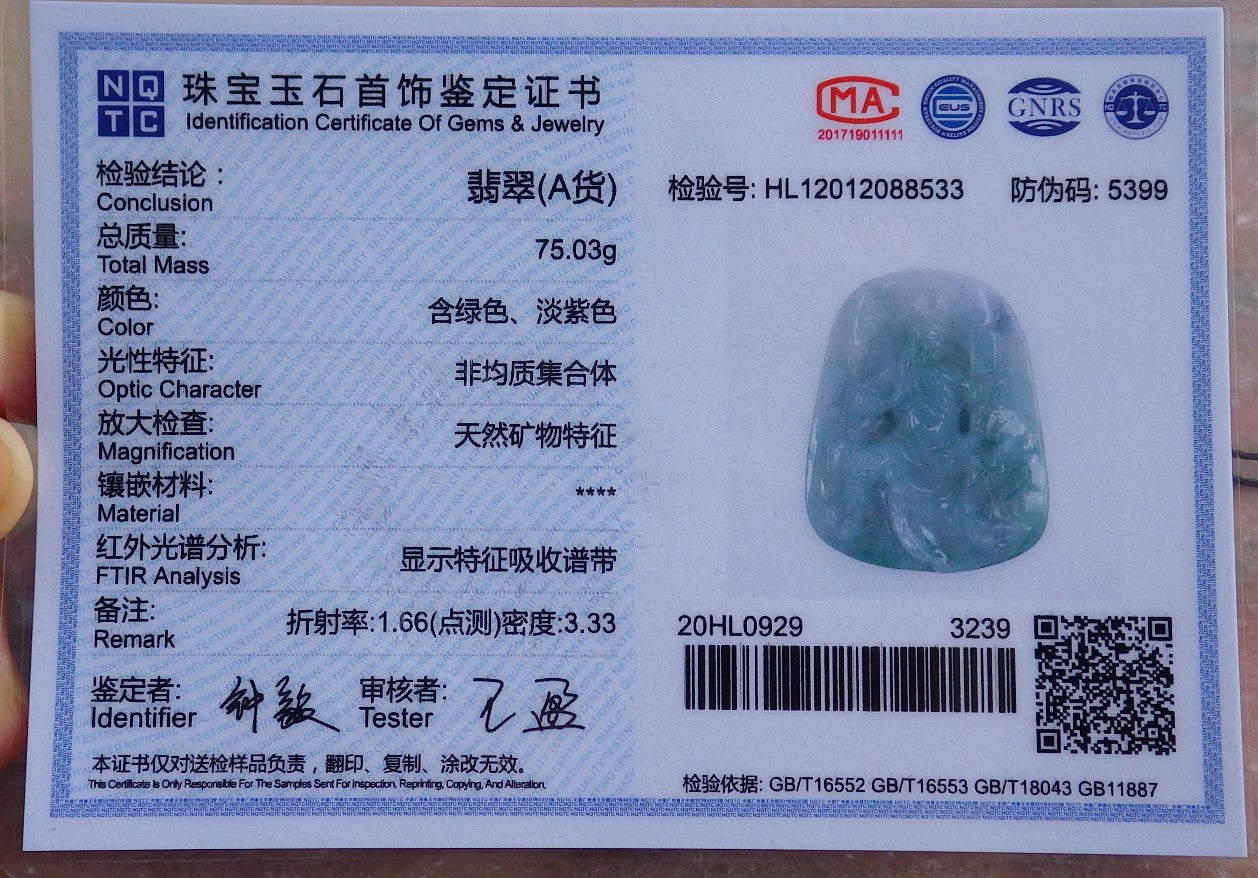 NQ
TC
珠宝玉石首饰鉴定证书
Identification Certificate Of Gems & Jewelry
MA
201719011111
EUS
GNRS
检验结论：
Conclusion
翡翠(A货)
检验号: HL12012088533
防伪码: 5399
总质量:
Total Mass
75.03g
颜色:
Color
含绿色、淡紫色
光性特征:
Optic Character
非均质集合体
放大检查:
Magnification
天然矿物特征
镶嵌材料:
Material
****
红外光谱分析:
FTIR Analysis
显示特征吸收谱带
备注:
Remark
折射率:1.66(点测)密度:3.33
20HL0929
3239
鉴定者:
Identifier
审核者:
Tester
本证书仅对送检样品负责，翻印、复制、涂改无效。
This Certificate Is Only Responsible For The Samples Sent For Inspection, Reprinting, Copying, And Alteration.
检验依据: GB/T16552 GB/T16553 GB/T18043 GB11887